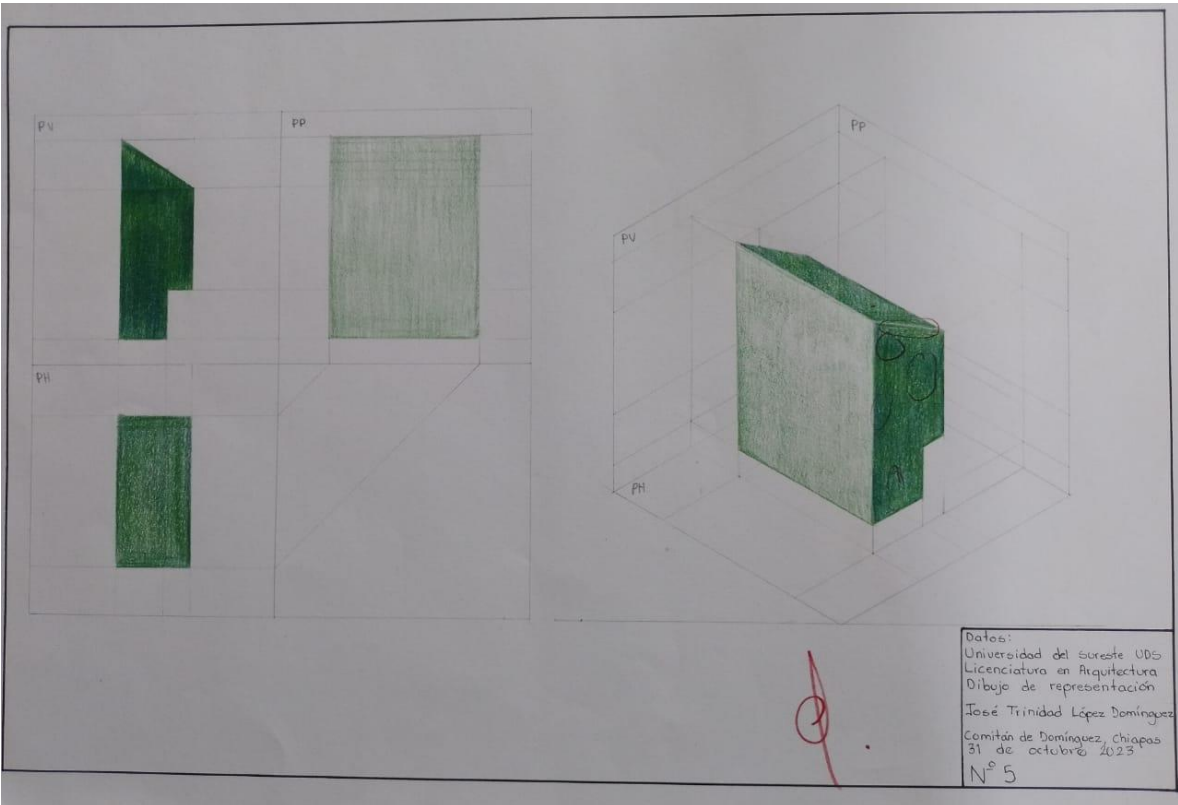 PV
PP
PH
PP
PV
PH
Datos:
Universidad del sureste UDS
Licenciatura en Arquitectura
Dibujo de representación
José Trinidad López Domínguez
Comitán de Domínguez, Chiapas
31 de octubre 2023
Nº 5